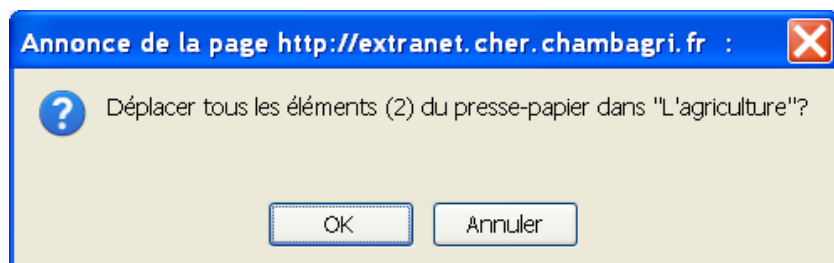 Annonce de la page http://extranet.cher.chambagri.fr :
Déplacer tous les éléments (2) du presse-papier dans "L'agriculture"?
OK Annuler